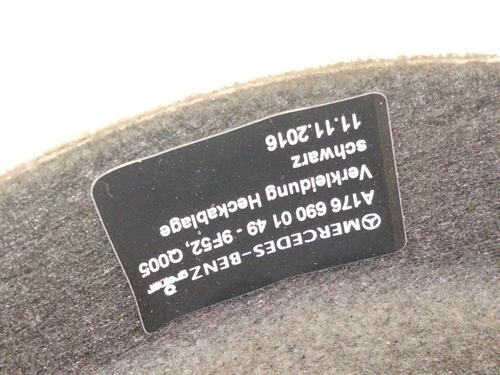 MERCEDES-BENZ
A176 690 01 49 - 9F52, Q005
Verkleidung Heckablage
schwarz
11.11.2016